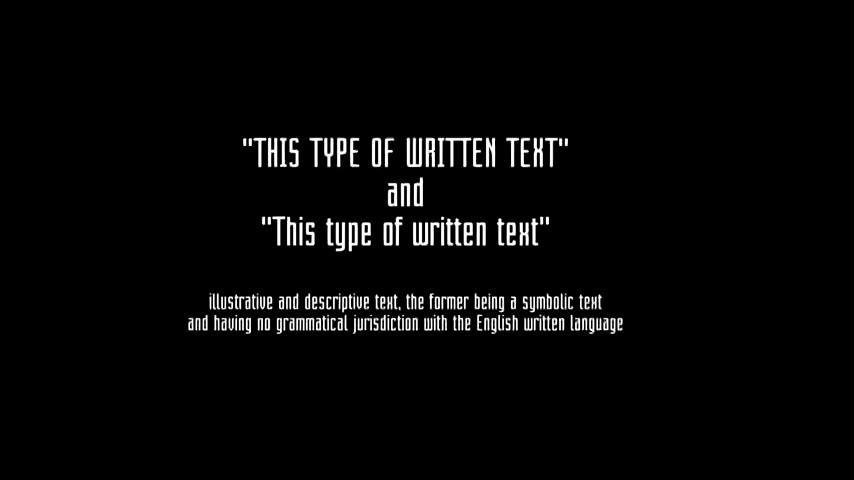 "THIS TYPE OF WRITTEN TEXT"
and
"This type of written text"
illustrative and descriptive text, the former being a symbolic text
and having no grammatical jurisdiction with the English written language